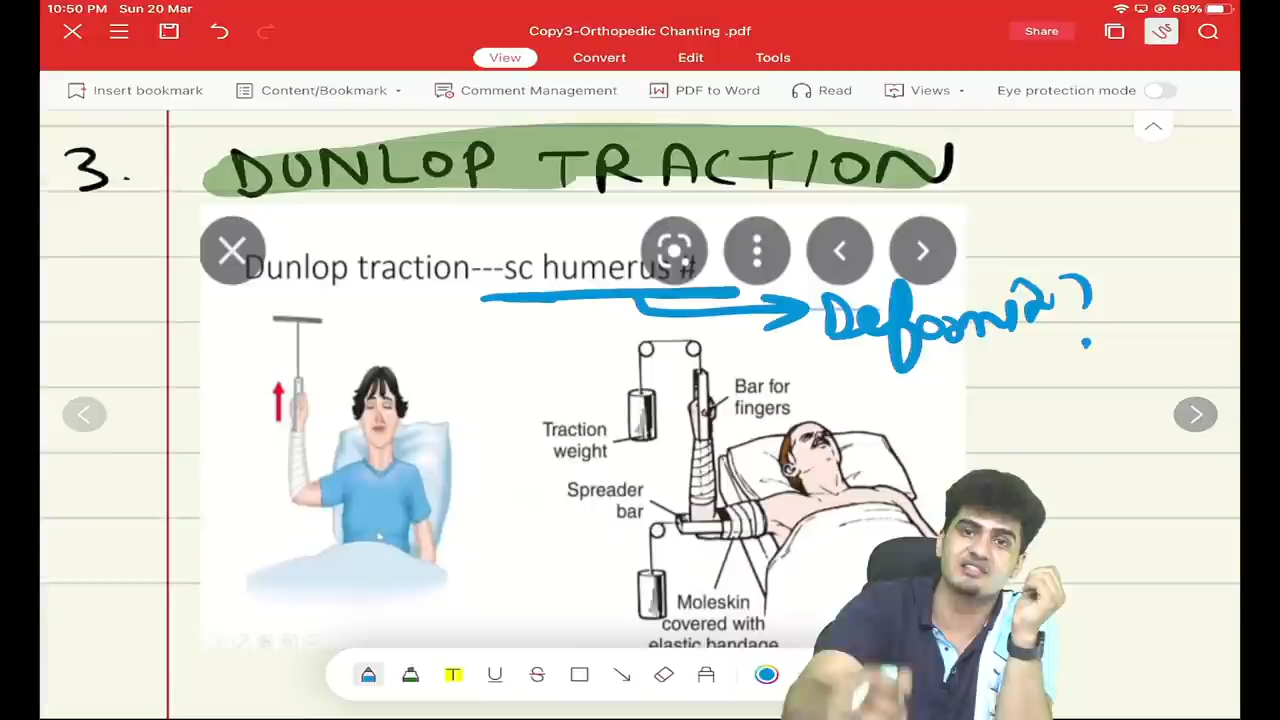 10:50 PM Sun 20 Mar
69%
Copy3-Orthopedic Chanting .pdf
Share
View Convert Edit Tools
Insert bookmark Content/Bookmark Comment Management PDF to Word Read Views Eye protection mode
3. DUNLOP TRACTION
Dunlop traction---sc humerus #
Deformity?
Bar for
fingers
Traction
weight
Spreader
bar
Moleskin
covered with
elastic bandage
T U S